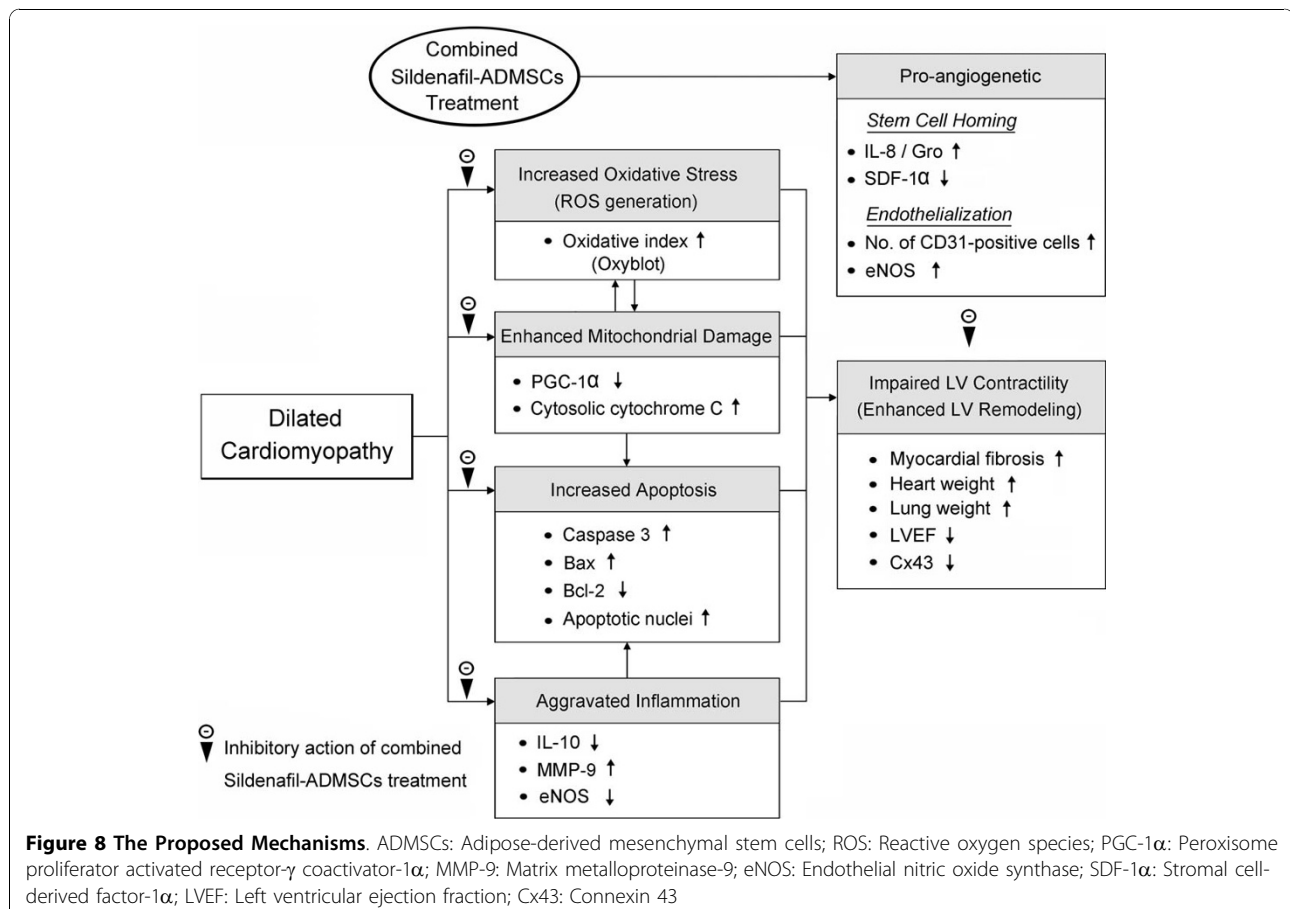 Combined
Sildenafil-ADMSCs
Treatment
Pro-angiogenetic
Stem Cell Homing
• IL-8 / Gro ↑
• SDF-1α ↓
Endothelialization
• No. of CD31-positive cells ↑
• eNOS ↑
⊖
Increased Oxidative Stress
(ROS generation)
• Oxidative index ↑
(Oxyblot)
⊖
Enhanced Mitochondrial Damage
• PGC-1α ↓
• Cytosolic cytochrome C ↑
⊖
Impaired LV Contractility
(Enhanced LV Remodeling)
• Myocardial fibrosis ↑
• Heart weight ↑
• Lung weight ↑
• LVEF ↓
• Cx43 ↓
Dilated
Cardiomyopathy
⊖
Increased Apoptosis
• Caspase 3 ↑
• Bax ↑
• Bcl-2 ↓
• Apoptotic nuclei ↑
⊖
Aggravated Inflammation
• IL-10 ↓
• MMP-9 ↑
• eNOS ↓
⊖
Inhibitory action of combined
Sildenafil-ADMSCs treatment
Figure 8 The Proposed Mechanisms. ADMSCs: Adipose-derived mesenchymal stem cells; ROS: Reactive oxygen species; PGC-1α: Peroxisome
proliferator activated receptor-γ coactivator-1α; MMP-9: Matrix metalloproteinase-9; eNOS: Endothelial nitric oxide synthase; SDF-1α: Stromal cell-
derived factor-1α; LVEF: Left ventricular ejection fraction; Cx43: Connexin 43